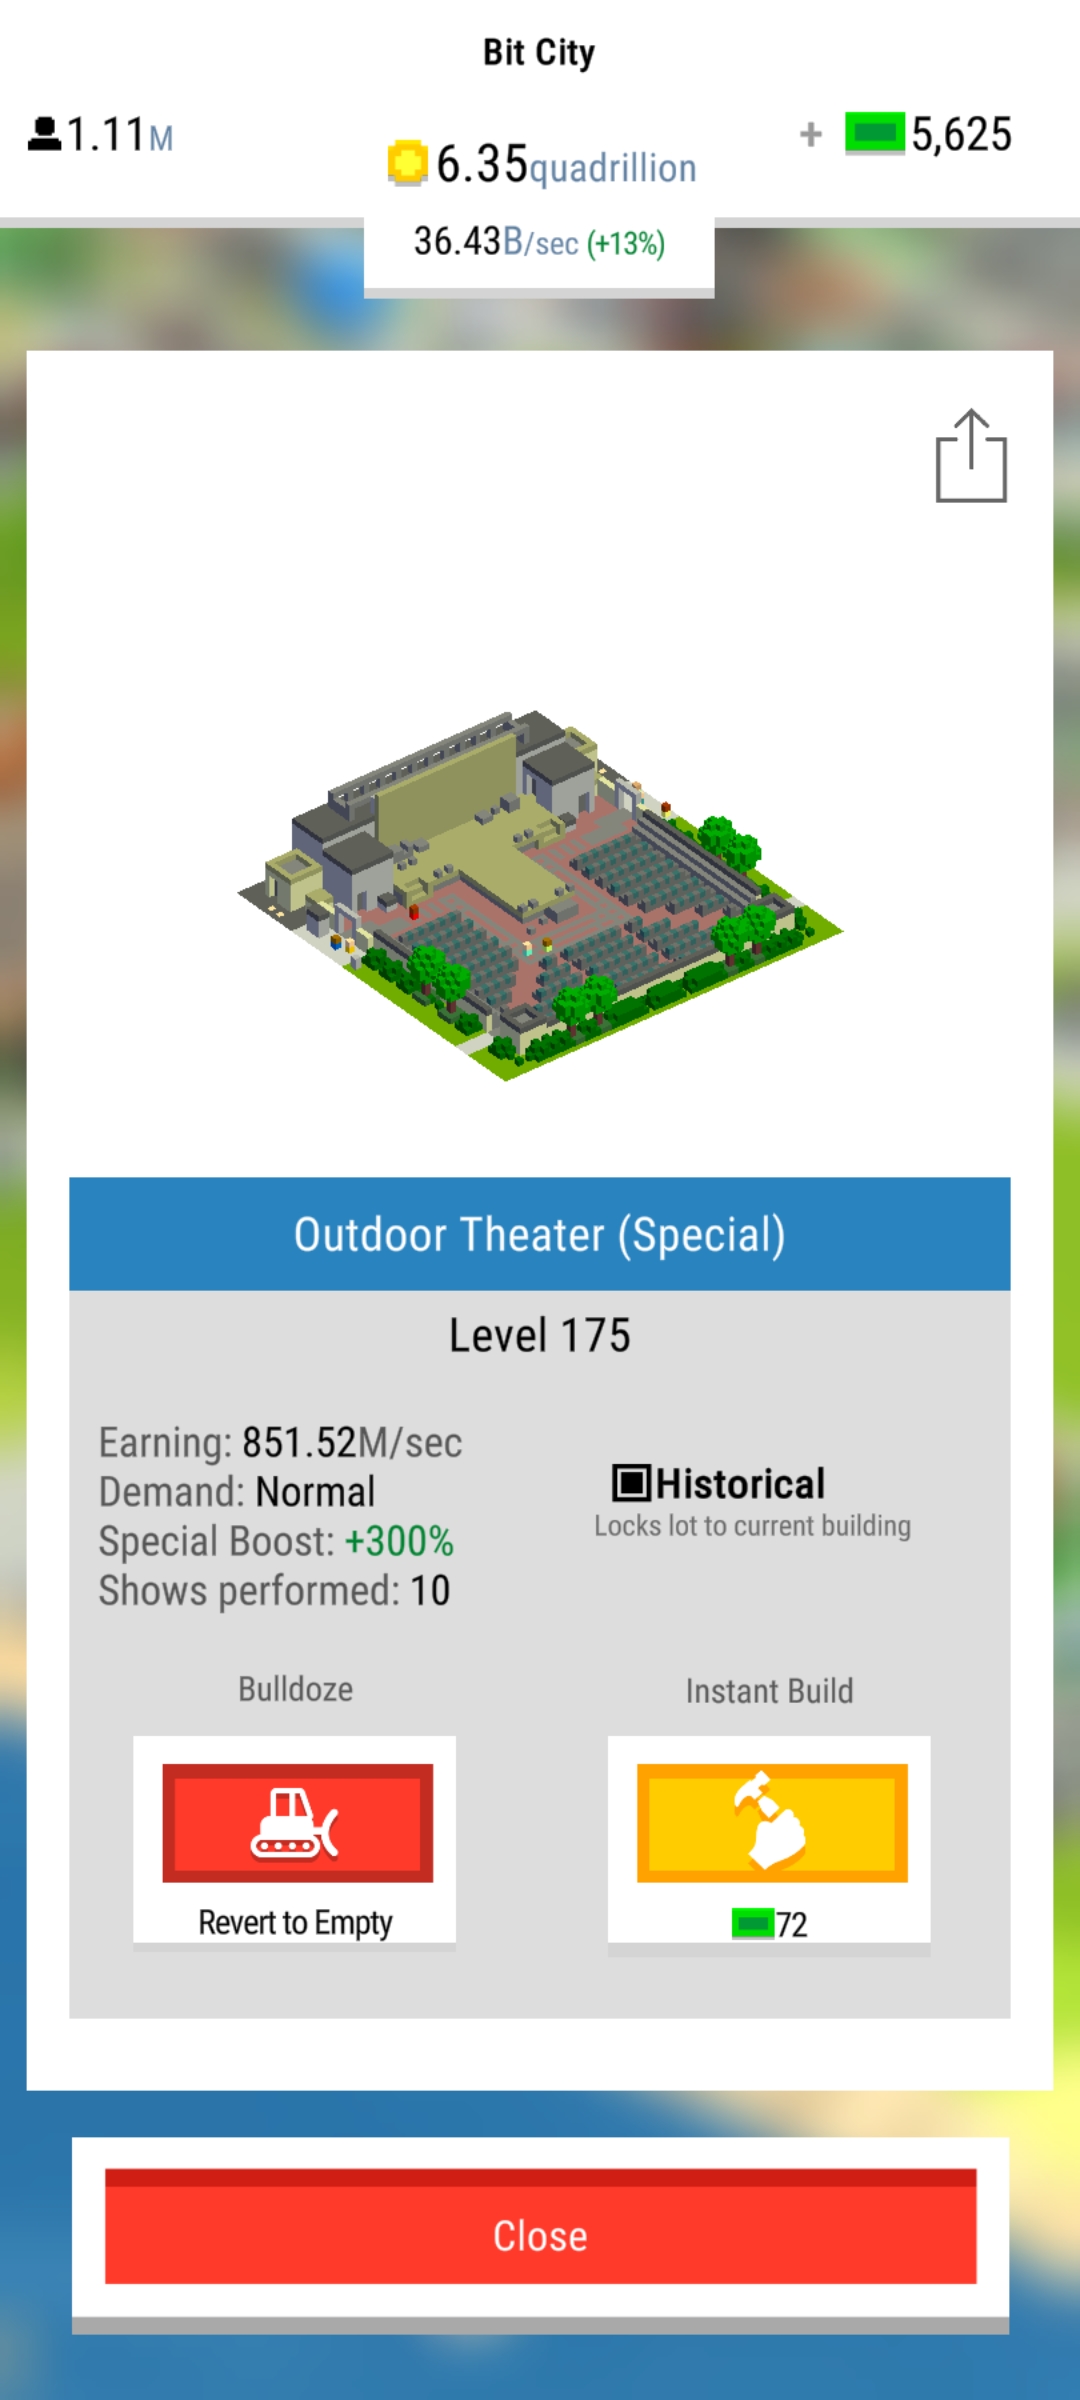 Bit City
1.11M
6.35quadrillion
+ 5,625
36.43B/sec (+13%)
Outdoor Theater (Special)
Level 175
Earning: 851.52M/sec
Demand: Normal
Special Boost: +300%
Shows performed: 10
Historical
Locks lot to current building
Bulldoze
Instant Build
Revert to Empty
72
Close